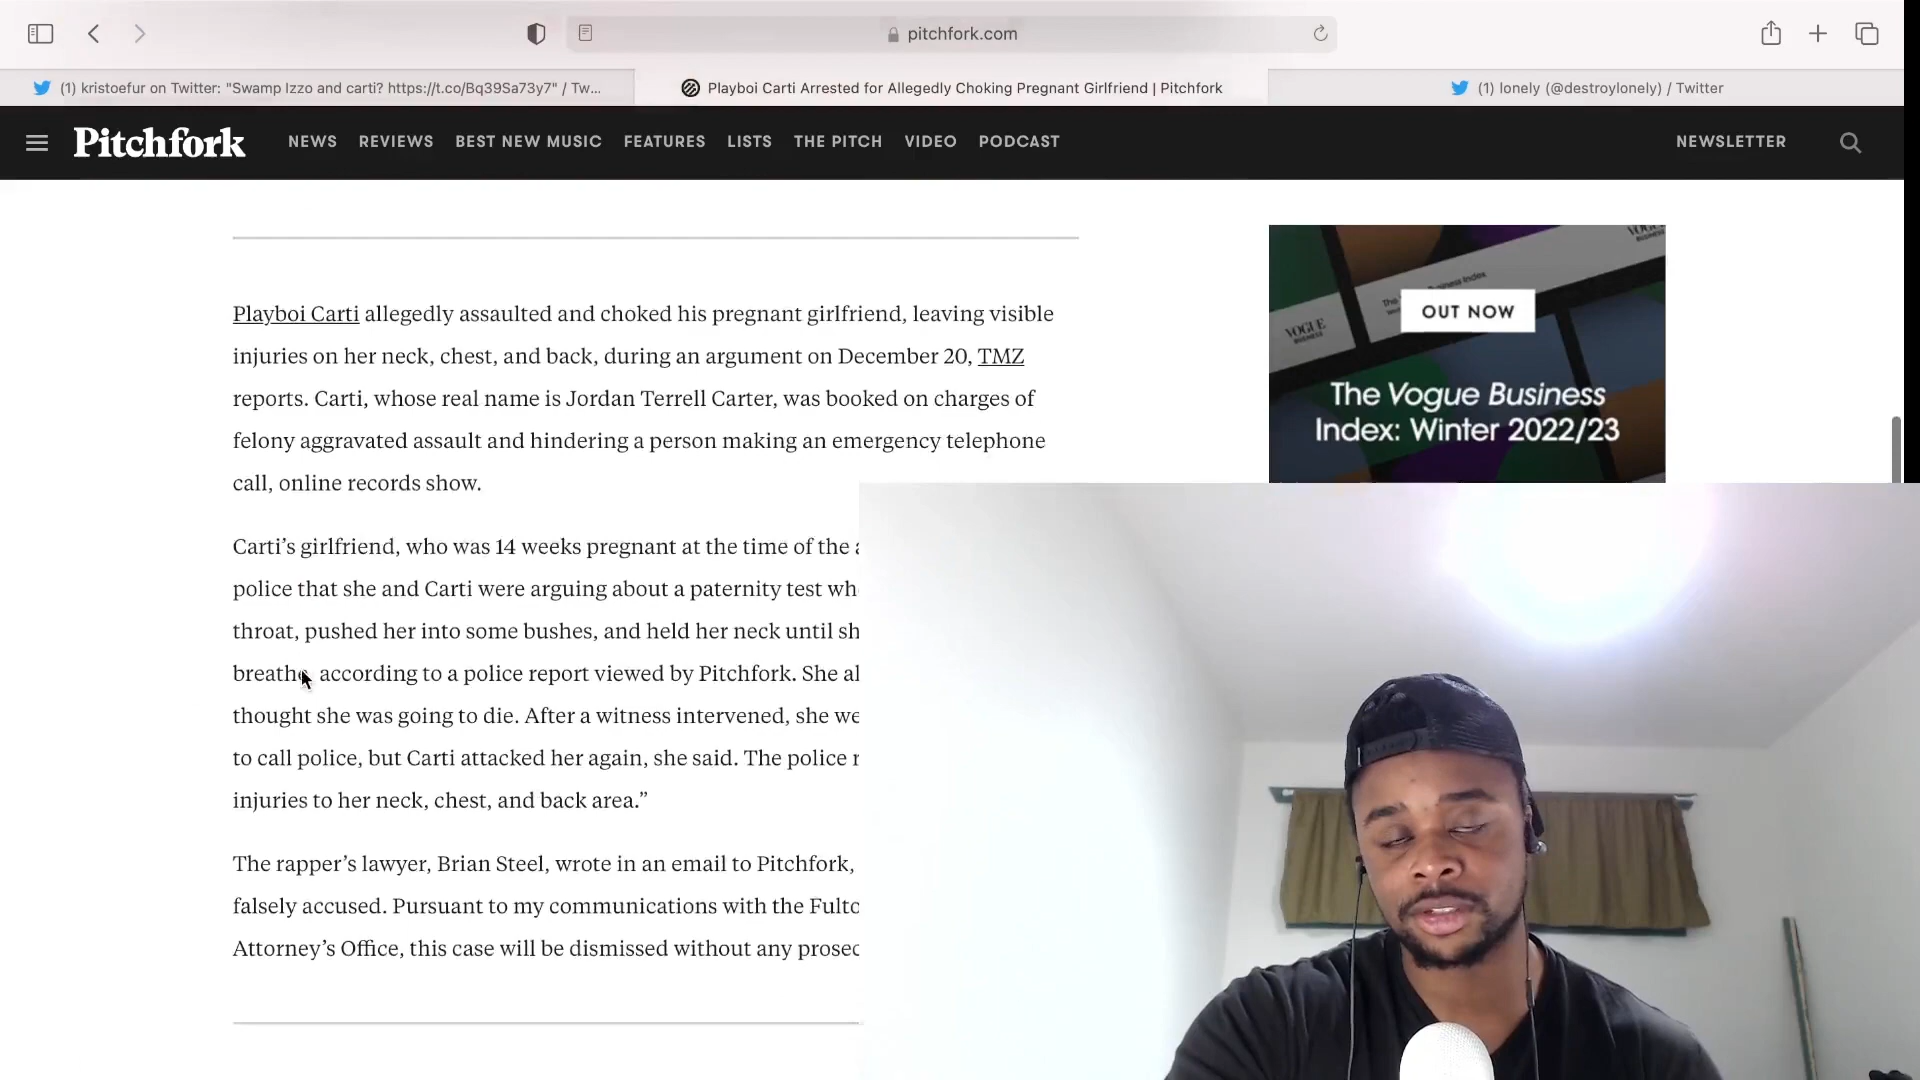 pitchfork.com
(1) kristoefur on Twitter: "Swamp Izzo and carti? https://t.co/Bq39Sa73y7" / Tw...
Playboi Carti Arrested for Allegedly Choking Pregnant Girlfriend | Pitchfork
(1) lonely (@destroylonely) / Twitter
Pitchfork
NEWS REVIEWS BEST NEW MUSIC FEATURES LISTS THE PITCH VIDEO PODCAST
NEWSLETTER
Playboi Carti allegedly assaulted and choked his pregnant girlfriend, leaving visible
injuries on her neck, chest, and back, during an argument on December 20, TMZ
reports. Carti, whose real name is Jordan Terrell Carter, was booked on charges of
felony aggravated assault and hindering a person making an emergency telephone
call, online records show.
Carti’s girlfriend, who was 14 weeks pregnant at the time of the
police that she and Carti were arguing about a paternity test
throat, pushed her into some bushes, and held her neck until
breathe, according to a police report viewed by Pitchfork. She
thought she was going to die. After a witness intervened, she
to call police, but Carti attacked her again, she said. The police
injuries to her neck, chest, and back area.”
The rapper’s lawyer, Brian Steel, wrote in an email to Pitchfork,
falsely accused. Pursuant to my communications with the
Attorney’s Office, this case will be dismissed without any
VOGUE BUSINESS
OUT NOW
The Vogue Business
Index: Winter 2022/23